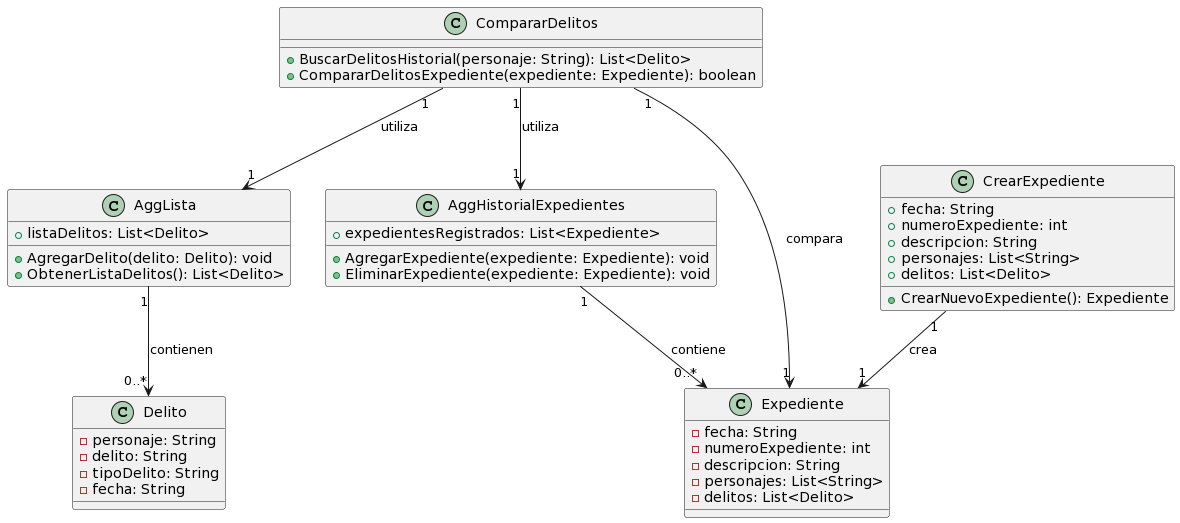 C CompararDelitos
BuscarDelitosHistorial(personaje: String): List<Delito>
CompararDelitosExpediente(expediente: Expediente): boolean
1
1
1
utiliza
utiliza
compara
1
1
C AggLista
listaDelitos: List<Delito>
AgregarDelito(delito: Delito): void
ObtenerListaDelitos(): List<Delito>
C AggHistorialExpedientes
expedientesRegistrados: List<Expediente>
AgregarExpediente(expediente: Expediente): void
EliminarExpediente(expediente: Expediente): void
C CrearExpediente
fecha: String
numeroExpediente: int
descripcion: String
personajes: List<String>
delitos: List<Delito>
CrearNuevoExpediente(): Expediente
1
1
1
contienen
contiene
crea
0..*
0..*
1
1
C Delito
personaje: String
delito: String
tipoDelito: String
fecha: String
C Expediente
fecha: String
numeroExpediente: int
descripcion: String
personajes: List<String>
delitos: List<Delito>